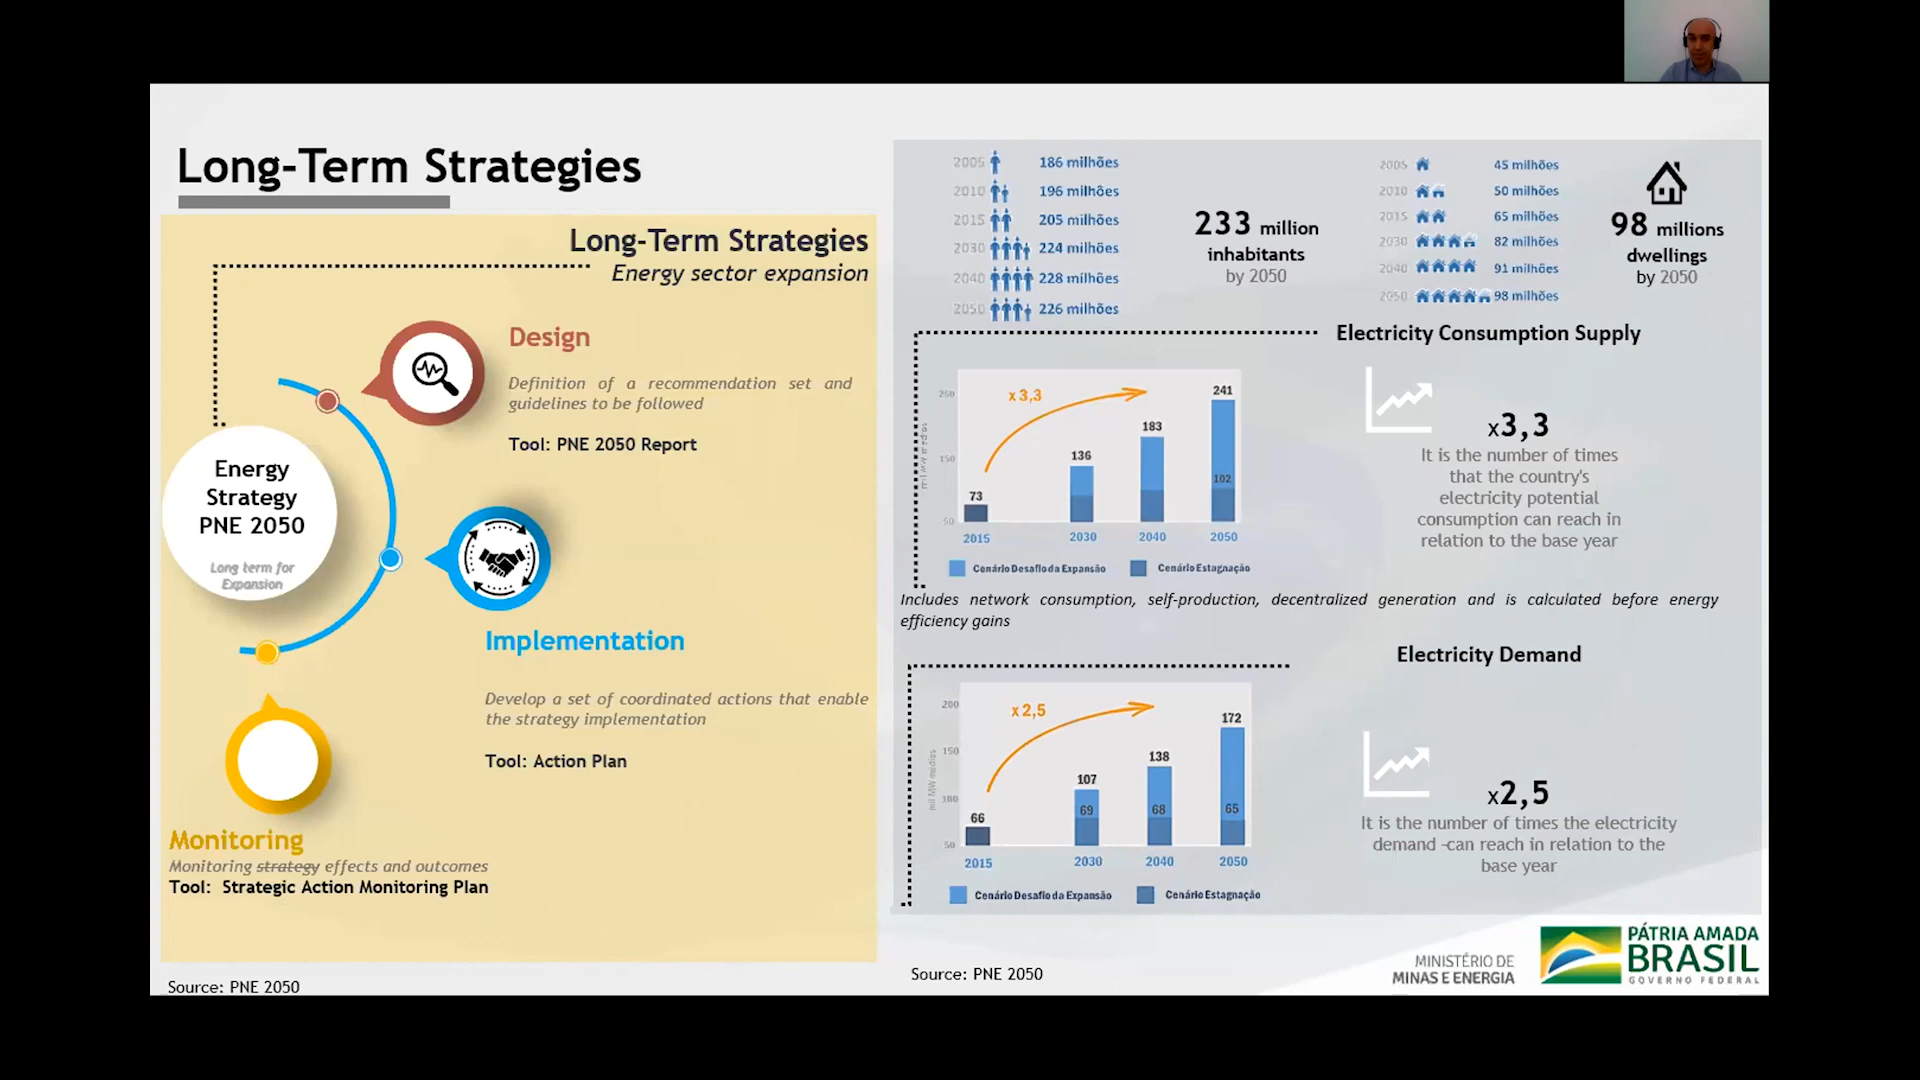 Long-Term Strategies
Long-Term Strategies
Energy sector expansion
Design
Definition of a recommendation set and
guidelines to be followed
Tool: PNE 2050 Report
Energy
Strategy
PNE 2050
Long term for
Expansion
Implementation
Develop a set of coordinated actions that enable
the strategy implementation
Tool: Action Plan
Monitoring
Monitoring strategy effects and outcomes
Tool: Strategic Action Monitoring Plan
Source: PNE 2050
2005 186 milhões
2010 196 milhões
2015 205 milhões
2030 224 milhões
2040 228 milhões
2050 226 milhões
233 million
inhabitants
by 2050
2005 45 milhões
2010 50 milhões
2015 65 milhões
2030 82 milhões
2040 91 milhões
2050 98 milhões
98 millions
dwellings
by 2050
Electricity Consumption Supply
250
150
50
x 3,3
73
136
183
241
102
2015 2030 2040 2050
Cenário Desafio da Expansão Cenário Estagnação
x3,3
It is the number of times
that the country's
electricity potential
consumption can reach in
relation to the base year
Includes network consumption, self-production, decentralized generation and is calculated before energy
efficiency gains
Electricity Demand
mil MW médios
200
150
100
50
x 2,5
66
107
69
138
68
172
65
2015 2030 2040 2050
Cenário Desafio da Expansão Cenário Estagnação
x2,5
It is the number of times the electricity
demand -can reach in relation to the
base year
Source: PNE 2050
MINISTÉRIO DE
MINAS E ENERGIA
PÁTRIA AMADA
BRASIL
GOVERNO FEDERAL